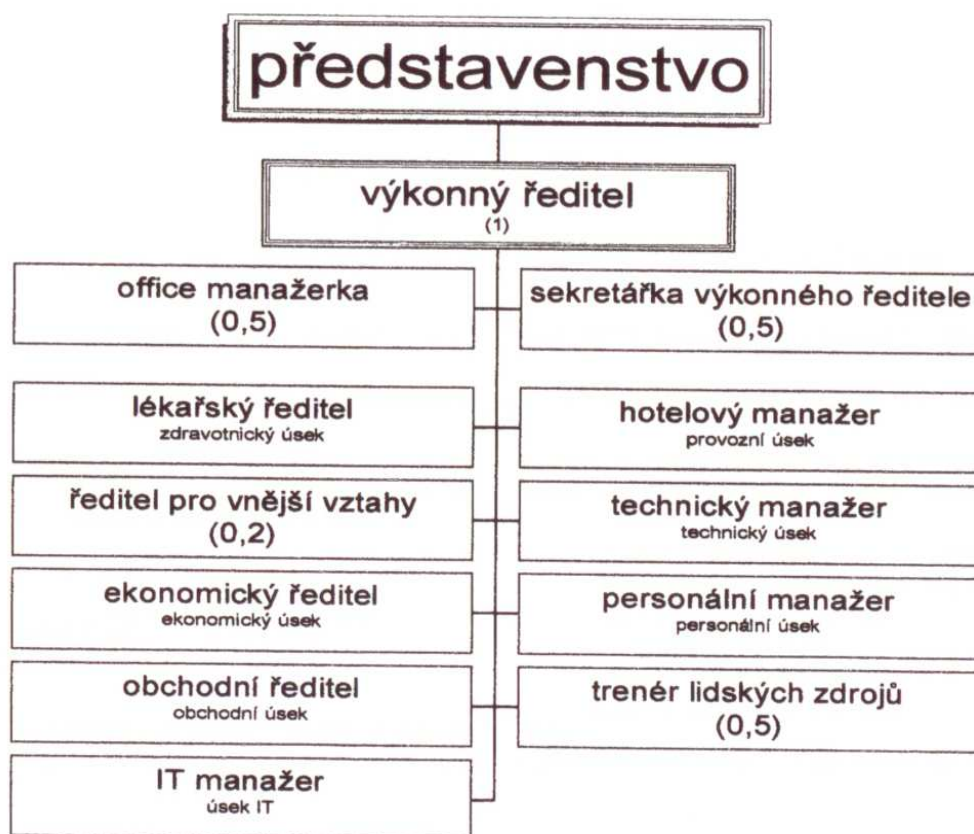 představenstvo
výkonný ředitel
(1)
office manažerka
(0,5)
sekretářka výkonného ředitele
(0,5)
lékařský ředitel
zdravotnický úsek
hotelový manažer
provozní úsek
ředitel pro vnější vztahy
(0,2)
technický manažer
technický úsek
ekonomický ředitel
ekonomický úsek
personální manažer
personální úsek
obchodní ředitel
obchodní úsek
trenér lidských zdrojů
(0,5)
IT manažer
úsek IT